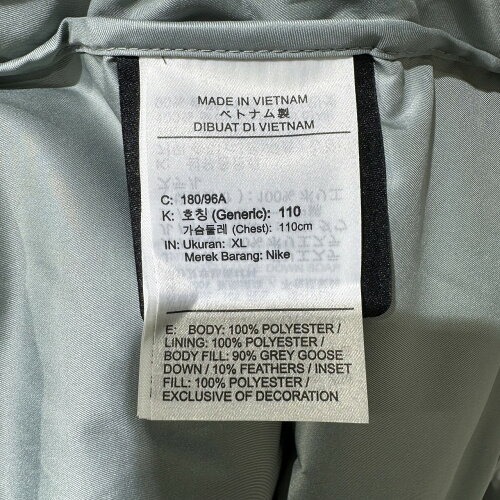 MADE IN VIETNAM
ベトナム製
DIBUAT DI VIETNAM
C: 180/96A
K: 호칭 (Generic): 110
가슴둘레 (Chest): 110cm
IN: Ukuran: XL
Merek Barang: Nike
E: BODY: 100% POLYESTER /
LINING: 100% POLYESTER /
BODY FILL: 90% GREY GOOSE
DOWN / 10% FEATHERS / INSET
FILL: 100% POLYESTER /
EXCLUSIVE OF DECORATION